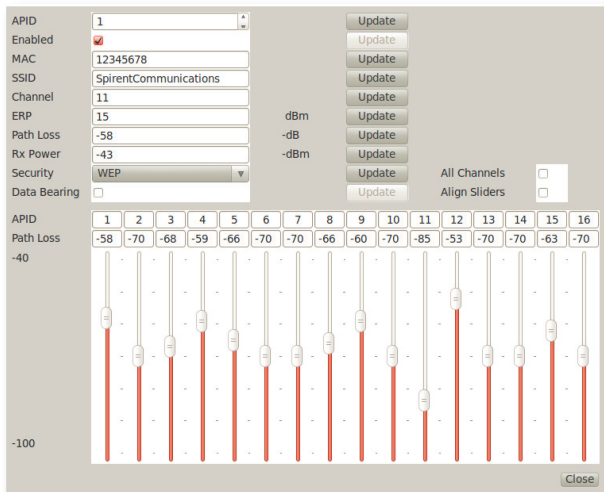 APID 1 Update
Enabled Update
MAC 12345678 Update
SSID SpirentCommunications Update
Channel 11 Update
ERP 15 dBm Update
Path Loss -58 -dB Update
Rx Power -43 -dBm Update
Security WEP Update All Channels
Data Bearing Update Align Sliders
APID 1 2 3 4 5 6 7 8 9 10 11 12 13 14 15 16
Path Loss -58 -70 -68 -59 -66 -70 -70 -66 -60 -70 -85 -53 -70 -70 -63 -70
-40
-100
Close